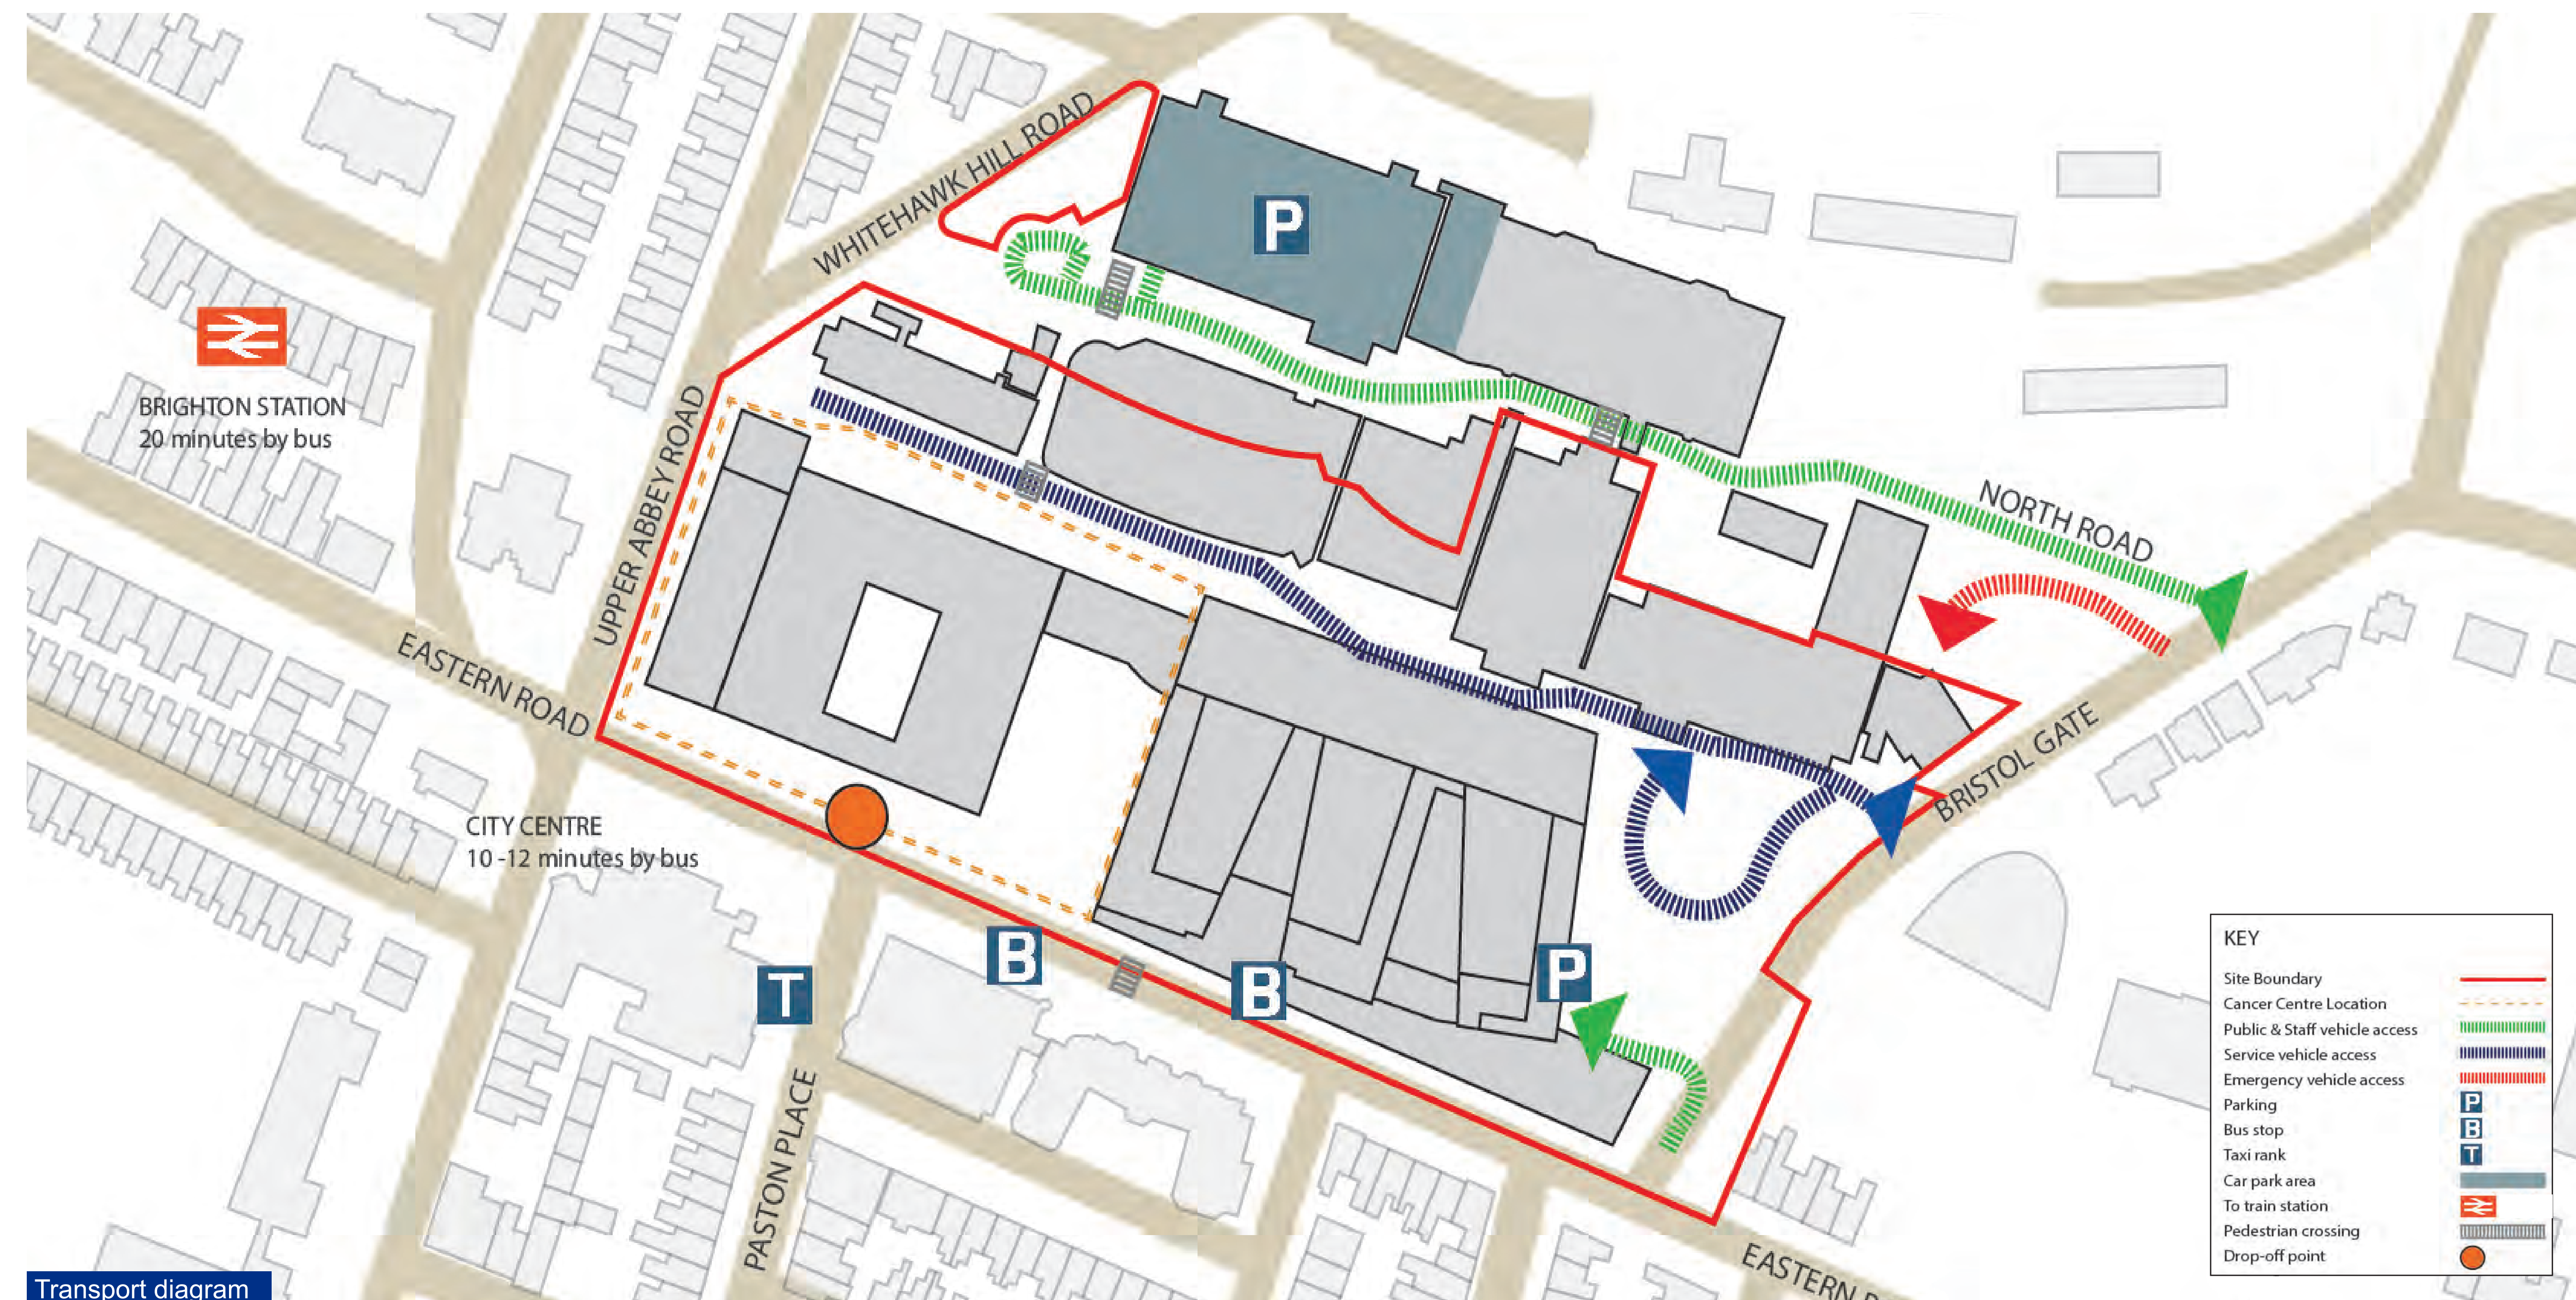 WHITEHAWK HILL ROAD
P
BRISTOL GATE
NORTH ROAD
BRIGHTON STATION
20 minutes by bus
UPPER ABBEY ROAD
EASTERN ROAD
CITY CENTRE
10 -12 minutes by bus
T
B
B
P
PASTON PLACE
EASTERN
KEY
Site Boundary
Cancer Centre Location
Public & Staff vehicle access
Service vehicle access
Emergency vehicle access
Parking P
Bus stop B
Taxi rank T
Car park area
To train station
Pedestrian crossing
Drop-off point
Transport diagram